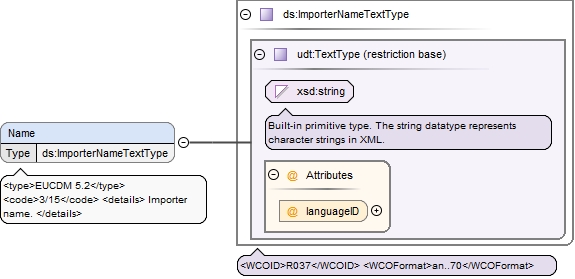 ds:ImporterNameTextType
udt:TextType (restriction base)
xsd:string
Built-in primitive type. The string datatype represents
character strings in XML.
Name
Type ds:ImporterNameTextType
<type>EUCDM 5.2</type>
<code>3/15</code> <details> Importer
name. </details>
@ Attributes
@ languageID
<WCOID>R037</WCOID> <WCOFormat>an..70</WCOFormat>